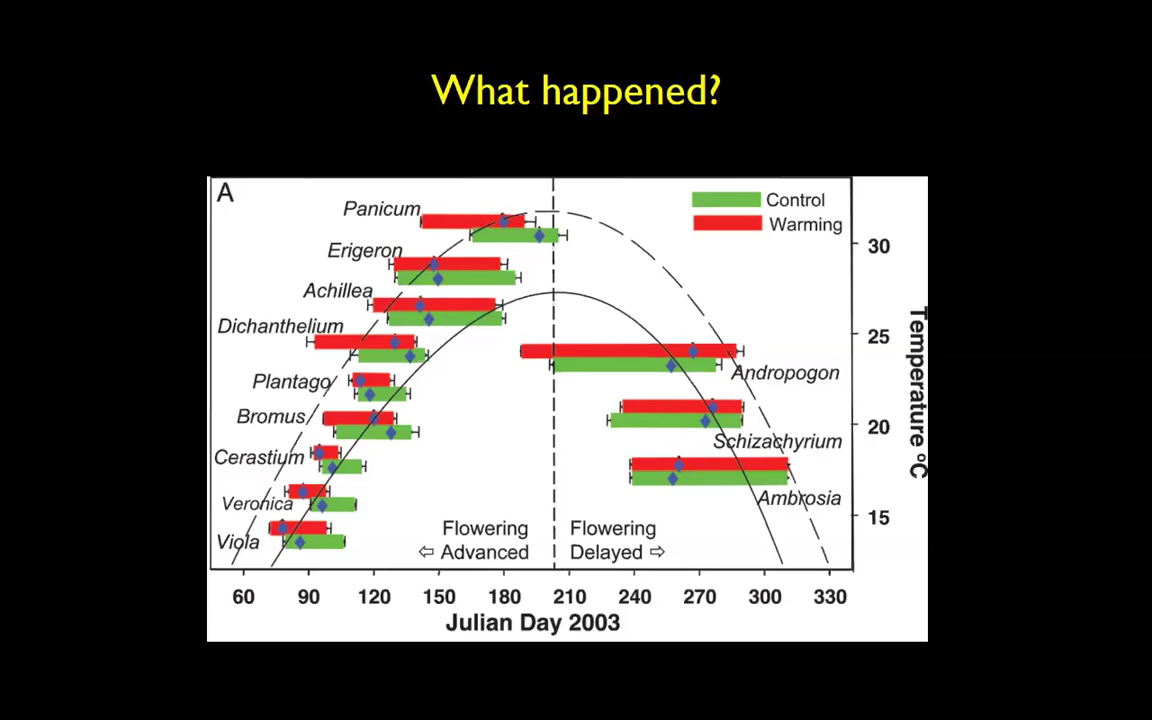 What happened?
A
Control
Warming
Panicum
Erigeron
Achillea
Dichanthelium
Plantago
Bromus
Cerastium
Veronica
Viola
Andropogon
Schizachyrium
Ambrosia
Flowering
⇦ Advanced
Flowering
Delayed ⇨
30
25
20
15
Temperature ºC
60 90 120 150 180 210 240 270 300 330
Julian Day 2003